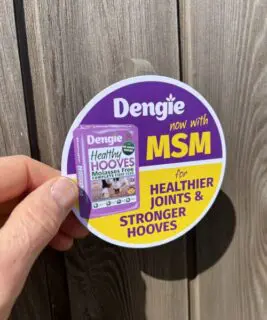 Dengie
now with
MSM
for
HEALTHIER
JOINTS &
STRONGER
HOOVES
Dengie
Healthy
HOOVES
Molasses Free